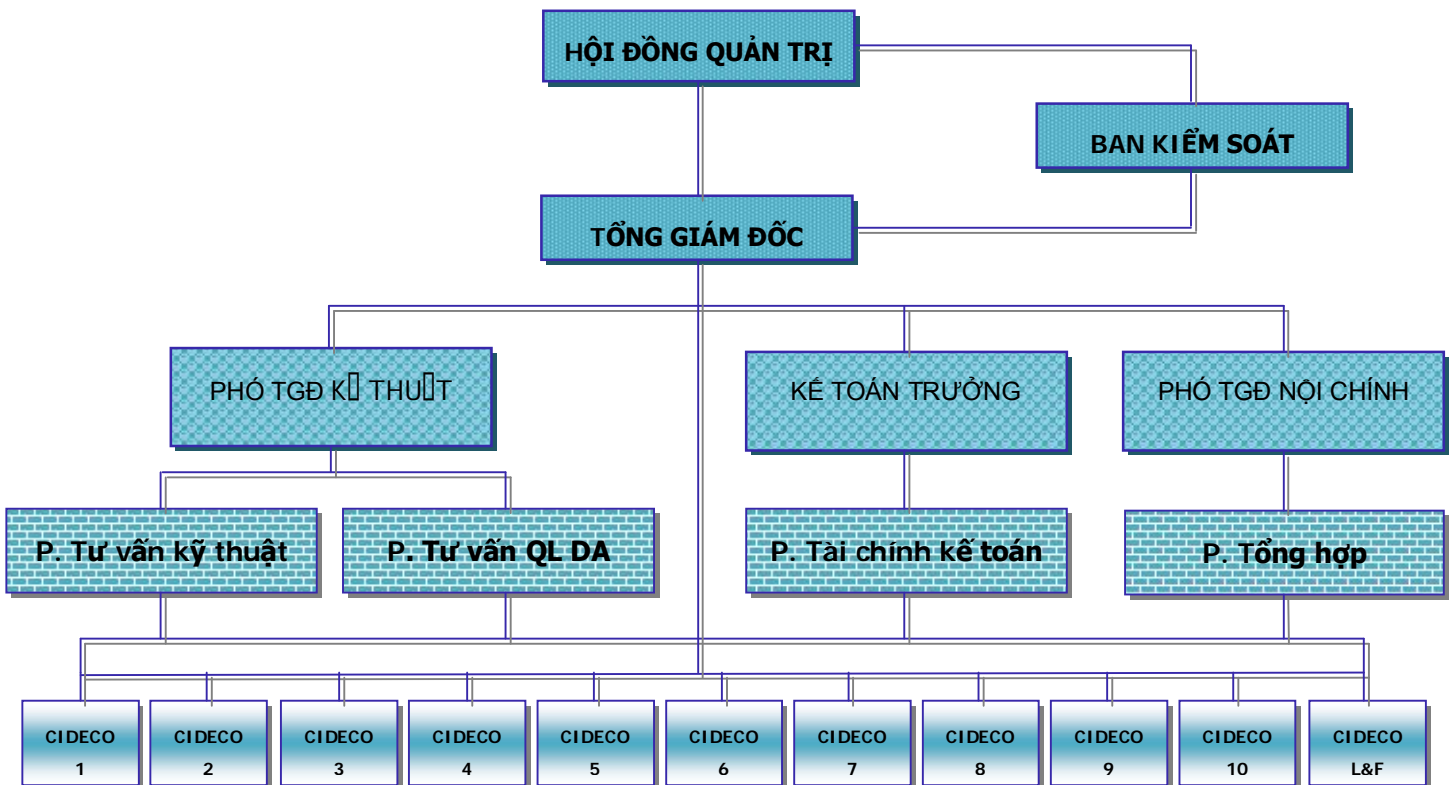 HỘI ĐỒNG QUẢN TRỊ
BAN KIỂM SOÁT
TỔNG GIÁM ĐỐC
PHÓ TGĐ
KẾ TOÁN TRƯỞNG
PHÓ TGĐ NỘI CHÍNH
P. Tư vấn kỹ thuật
P. Tư vấn QL DA
P. Tài chính kế toán
P. Tổng hợp
CIDECO
1
CIDECO
2
CIDECO
3
CIDECO
4
CIDECO
5
CIDECO
6
CIDECO
7
CIDECO
8
CIDECO
9
CIDECO
10
CIDECO
L&F